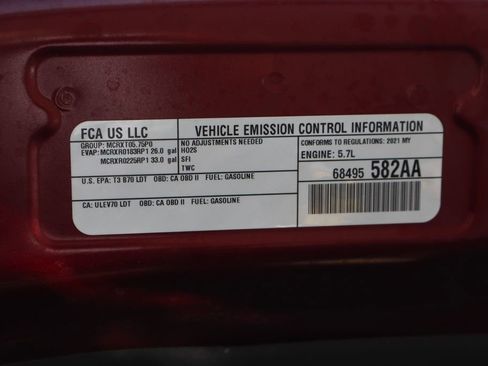 FCA US LLC
VEHICLE EMISSION CONTROL INFORMATION
GROUP: MCRXT05.75P0
EVAP: MCRXR0183RP1 26.0 gal
MCRXR0225RP1 33.0 gal
NO ADJUSTMENTS NEEDED
HO2S
SFI
TWC
CONFORMS TO REGULATIONS: 2021 MY
ENGINE: 5.7L
68495 582AA
U.S. EPA: T3 B70 LDT OBD: CA OBD II FUEL: GASOLINE
CA: ULEV70 LDT OBD: CA OBD II FUEL: GASOLINE